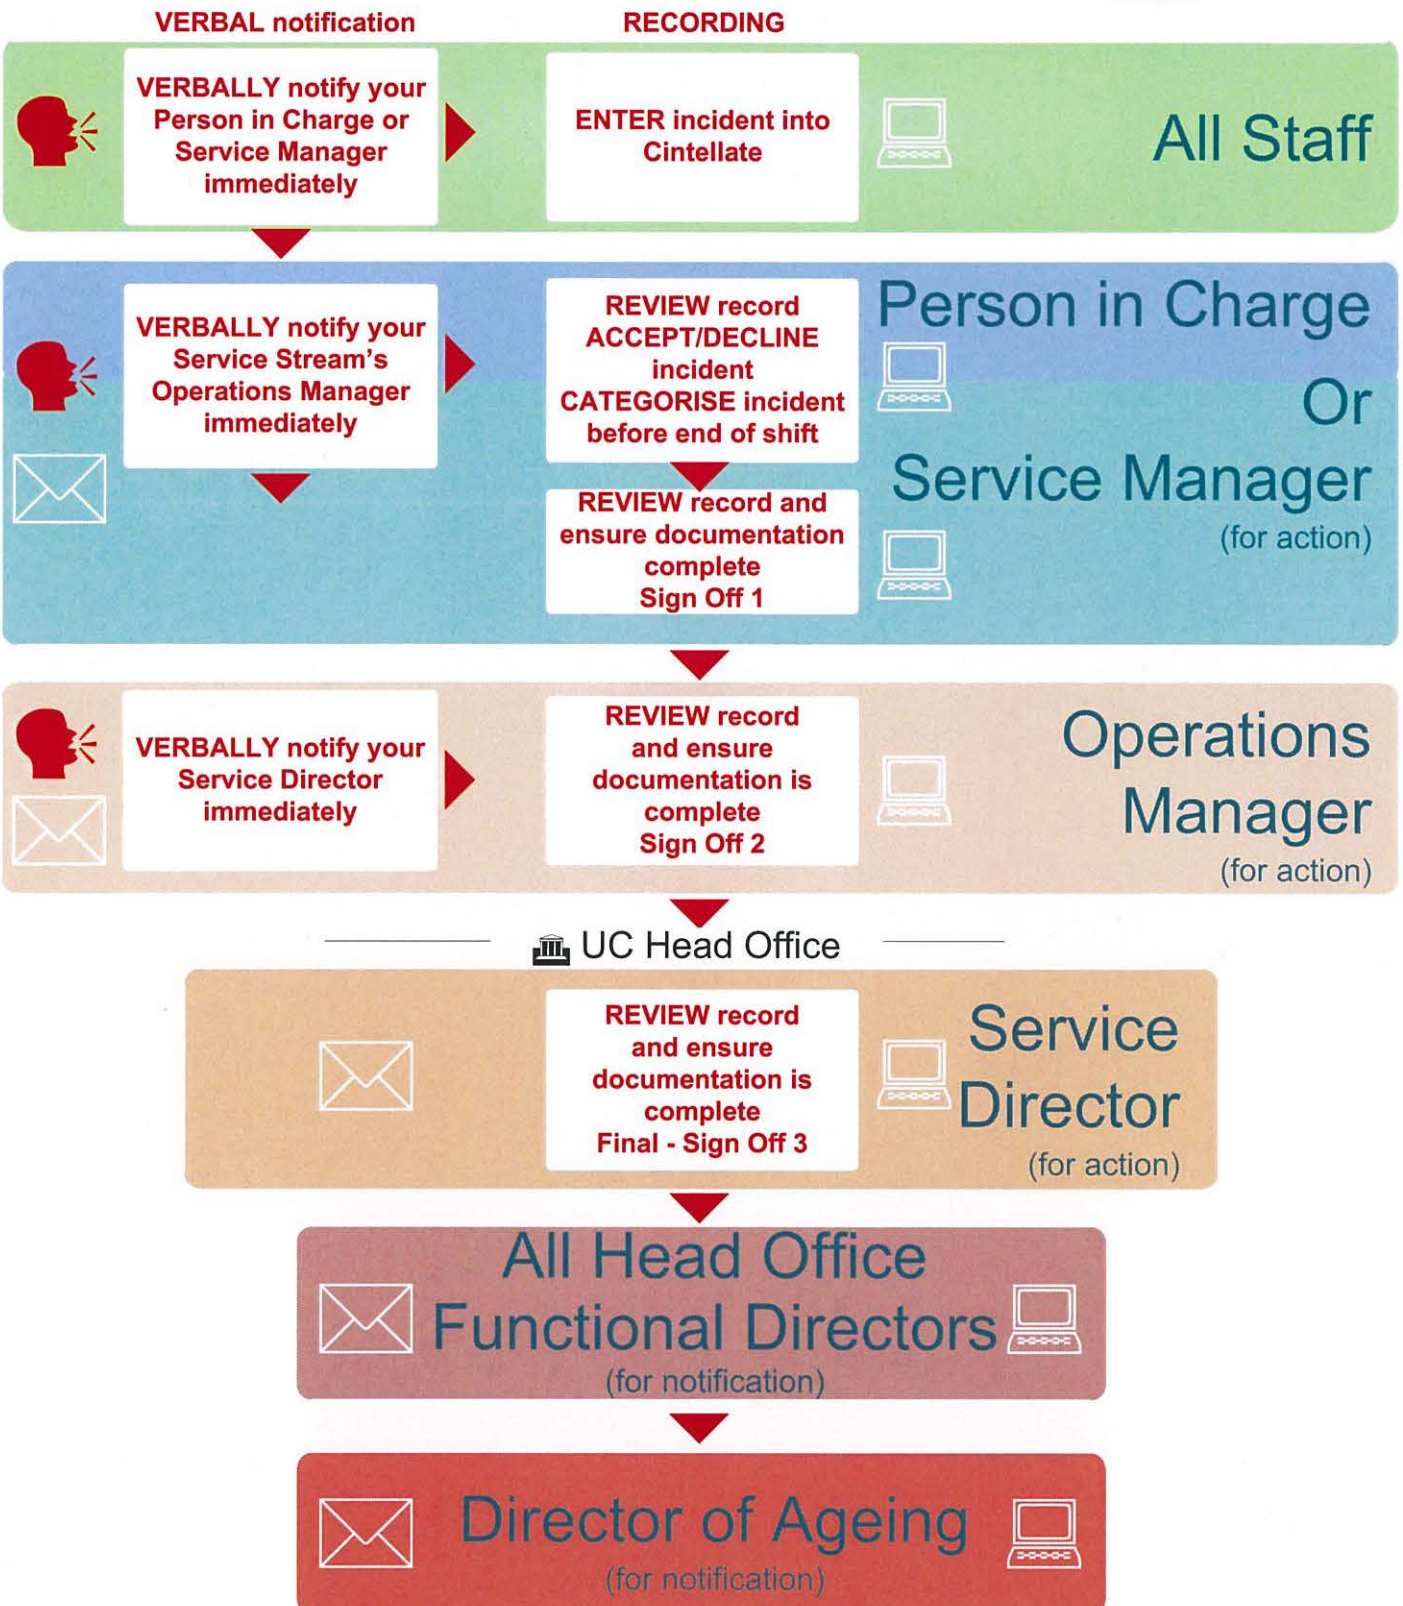 VERBAL notification
RECORDING
VERBALLY notify your
Person in Charge or
Service Manager
immediately
ENTER incident into
Cintellate
All Staff
VERBALLY notify your
Service Stream's
Operations Manager
immediately
REVIEW record
ACCEPT/DECLINE
incident
CATEGORISE incident
before end of shift
REVIEW record and
ensure documentation
complete
Sign Off 1
Person in Charge
Or
Service Manager
(for action)
VERBALLY notify your
Service Director
immediately
REVIEW record
and ensure
documentation is
complete
Sign Off 2
Operations
Manager
(for action)
UC Head Office
REVIEW record
and ensure
documentation is
complete
Final - Sign Off 3
Service
Director
(for action)
All Head Office
Functional Directors
(for notification)
Director of Ageing
(for notification)